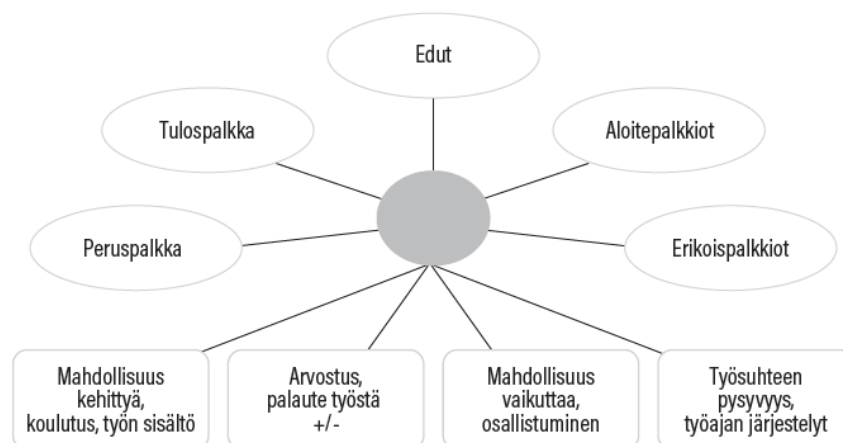 Edut
Tulospalkka
Aloitepalkkiot
Peruspalkka
Erikoispalkkiot
Mahdollisuus
kehittyä,
koulutus, työn sisältö
Arvostus,
palaute työstä
+/-
Mahdollisuus
vaikuttaa,
osallistuminen
Työsuhteen
pysyvyys,
työajan järjestelyt